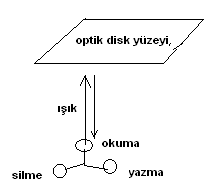 optik disk yüzeyi,
ışık
okuma
silme
yazma